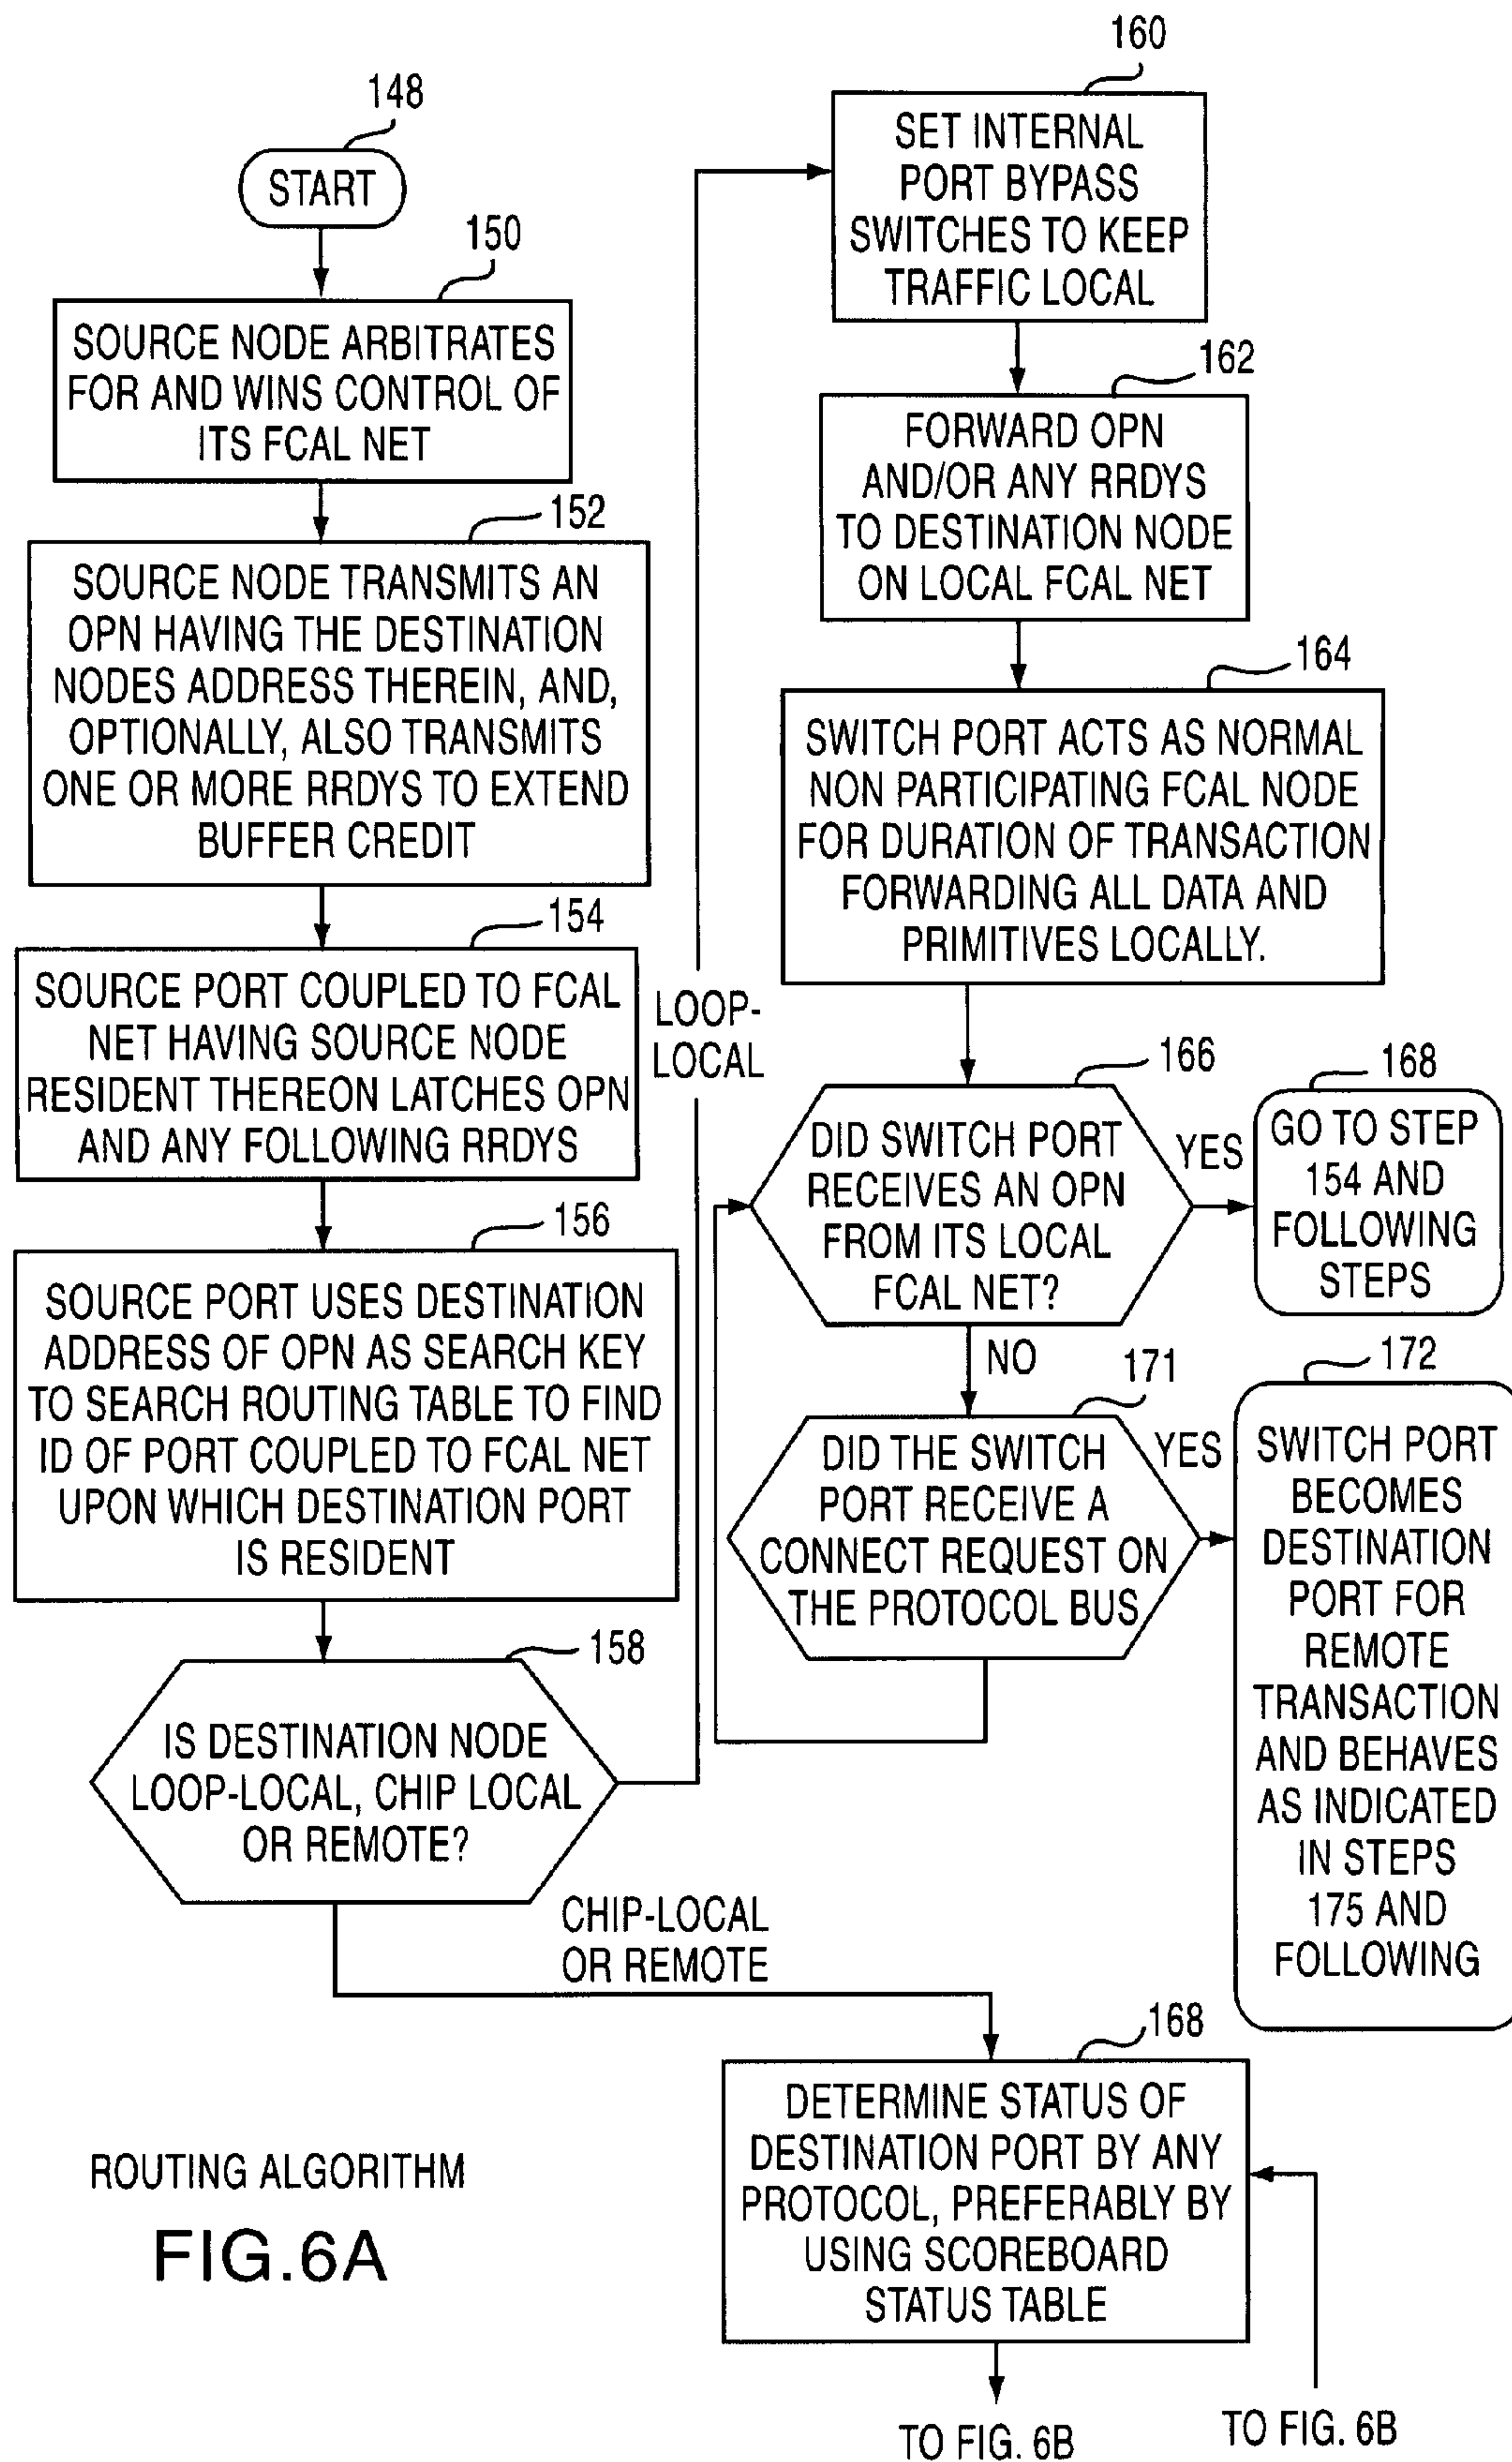 148
START
150
SOURCE NODE ARBITRATES
FOR AND WINS CONTROL OF
ITS FCAL NET
152
SOURCE NODE TRANSMITS AN
OPN HAVING THE DESTINATION
NODES ADDRESS THEREIN, AND,
OPTIONALLY, ALSO TRANSMITS
ONE OR MORE RRDYS TO EXTEND
BUFFER CREDIT
154
SOURCE PORT COUPLED TO FCAL
NET HAVING SOURCE NODE
RESIDENT THEREON LATCHES OPN
AND ANY FOLLOWING RRDYS
156
SOURCE PORT USES DESTINATION
ADDRESS OF OPN AS SEARCH KEY
TO SEARCH ROUTING TABLE TO FIND
ID OF PORT COUPLED TO FCAL NET
UPON WHICH DESTINATION PORT
IS RESIDENT
158
IS DESTINATION NODE
LOOP-LOCAL, CHIP LOCAL
OR REMOTE?
LOOP-
LOCAL
160
SET INTERNAL
PORT BYPASS
SWITCHES TO KEEP
TRAFFIC LOCAL
162
FORWARD OPN
AND/OR ANY RRDYS
TO DESTINATION NODE
ON LOCAL FCAL NET
164
SWITCH PORT ACTS AS NORMAL
NON PARTICIPATING FCAL NODE
FOR DURATION OF TRANSACTION
FORWARDING ALL DATA AND
PRIMITIVES LOCALLY.
166
DID SWITCH PORT
RECEIVES AN OPN
FROM ITS LOCAL
FCAL NET?
YES
168
GO TO STEP
154 AND
FOLLOWING
STEPS
NO
171
DID THE SWITCH
PORT RECEIVE A
CONNECT REQUEST ON
THE PROTOCOL BUS
YES
172
SWITCH PORT
BECOMES
DESTINATION
PORT FOR
REMOTE
TRANSACTION
AND BEHAVES
AS INDICATED
IN STEPS
175 AND
FOLLOWING
CHIP-LOCAL
OR REMOTE
168
DETERMINE STATUS OF
DESTINATION PORT BY ANY
PROTOCOL, PREFERABLY BY
USING SCOREBOARD
STATUS TABLE
TO FIG. 6B
TO FIG. 6B
ROUTING ALGORITHM
FIG.6A